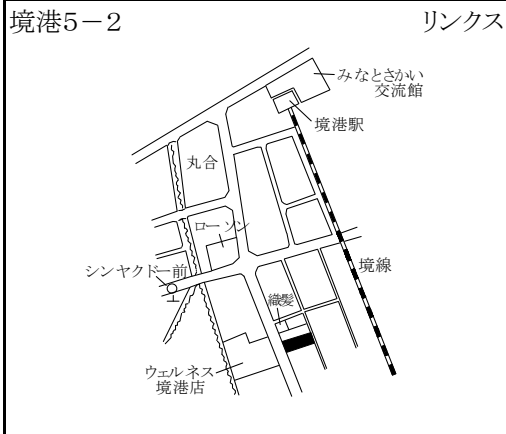 境港5－2
リンクス
みなとさかい
交流館
境港駅
丸合
ローソン
シンヤクドー前
境線
織髪
ウェルネス
境港店